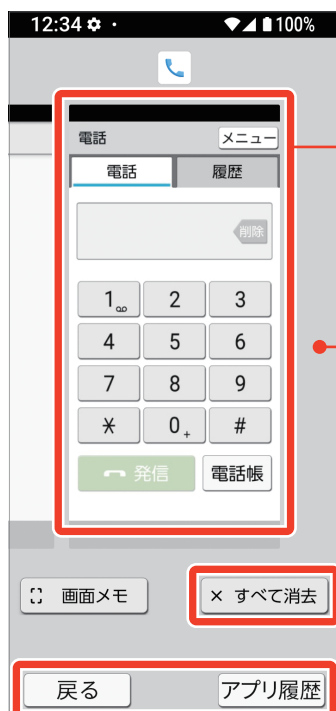 12:34 100%
電話 メニュー
電話 履歴
削除
1 2 3
4 5 6
7 8 9
* 0+ #
発信 電話帳
画面メモ × すべて消去
戻る アプリ履歴